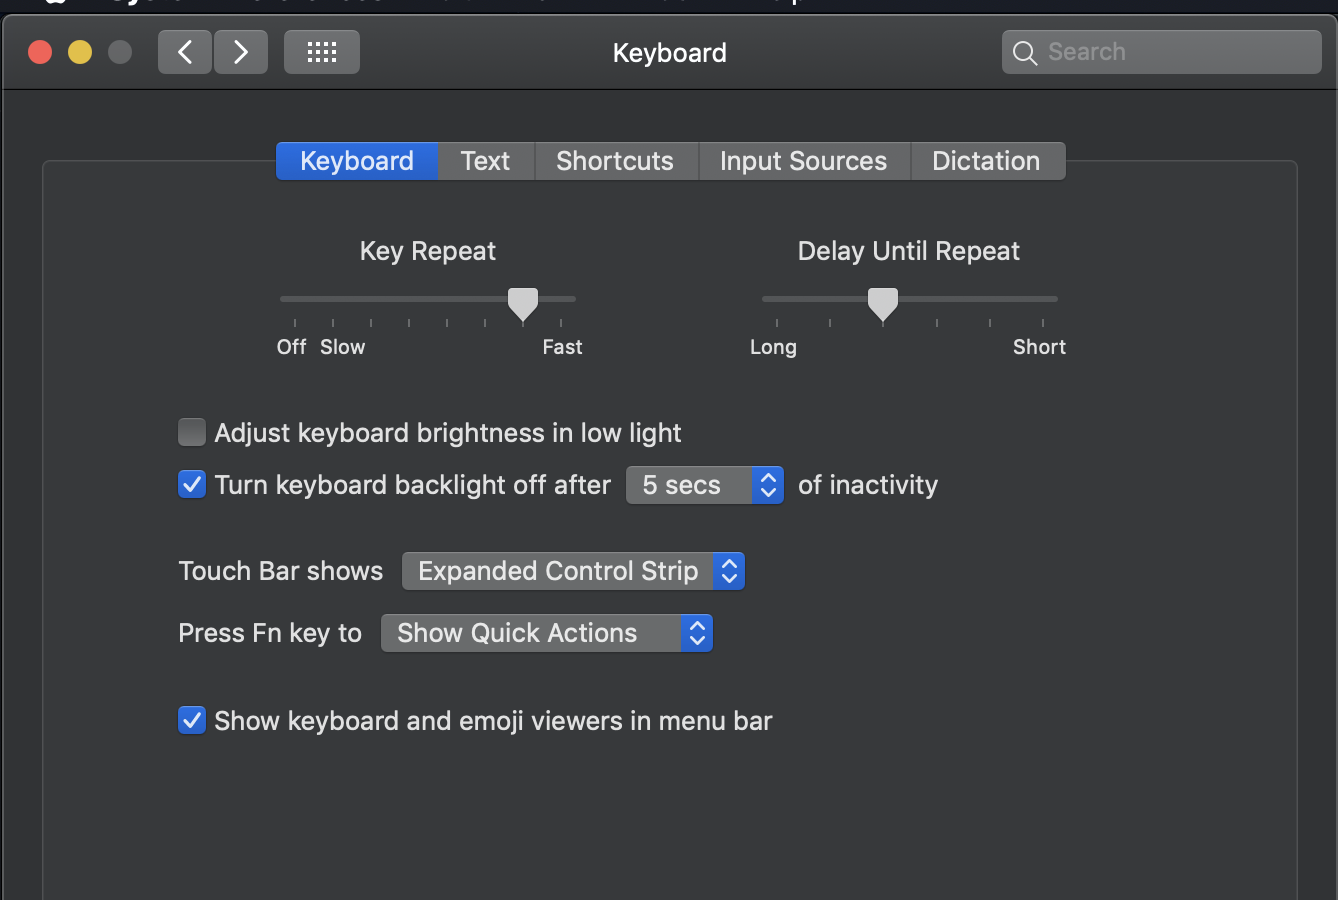 Keyboard
Search
Keyboard Text Shortcuts Input Sources Dictation
Key Repeat Delay Until Repeat
Off Slow Fast Long Short
Adjust keyboard brightness in low light
Turn keyboard backlight off after 5 secs of inactivity
Touch Bar shows Expanded Control Strip
Press Fn key to Show Quick Actions
Show keyboard and emoji viewers in menu bar